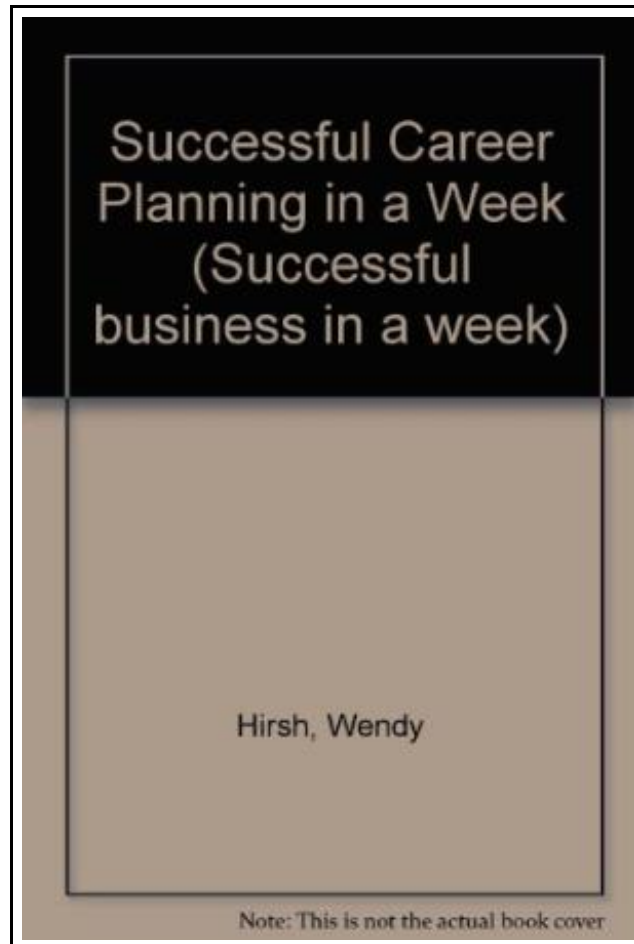 Successful Career
Planning in a Week
(Successful
business in a week)
Hirsh, Wendy
Note: This is not the actual book cover